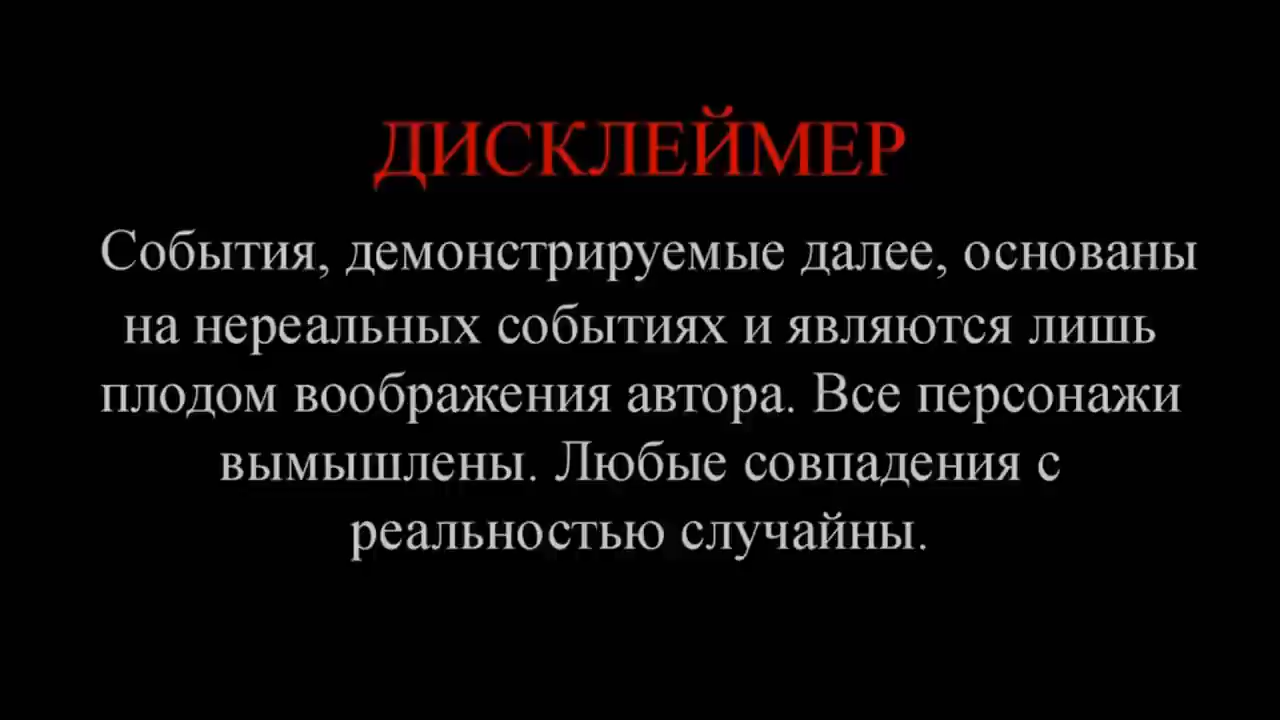 ДИСКЛЕЙМЕР
События, демонстрируемые далее, основаны
на нереальных событиях и являются лишь
плодом воображения автора. Все персонажи
вымышлены. Любые совпадения с
реальностью случайны.